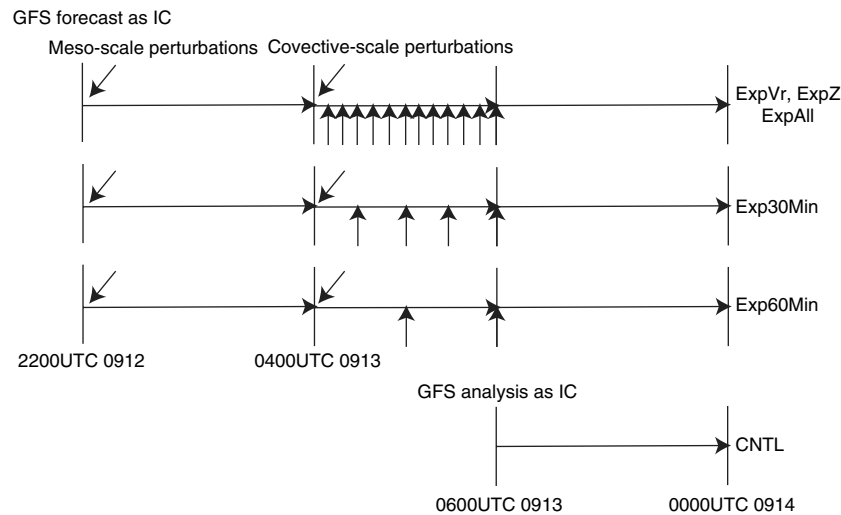 GFS forecast as IC
Meso-scale perturbations
Covective-scale perturbations
ExpVr, ExpZ
ExpAll
Exp30Min
Exp60Min
2200UTC 0912
0400UTC 0913
GFS analysis as IC
CNTL
0600UTC 0913
0000UTC 0914